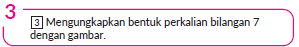 3
3 Mengungkapkan bentuk perkalian bilangan 7
dengan gambar.